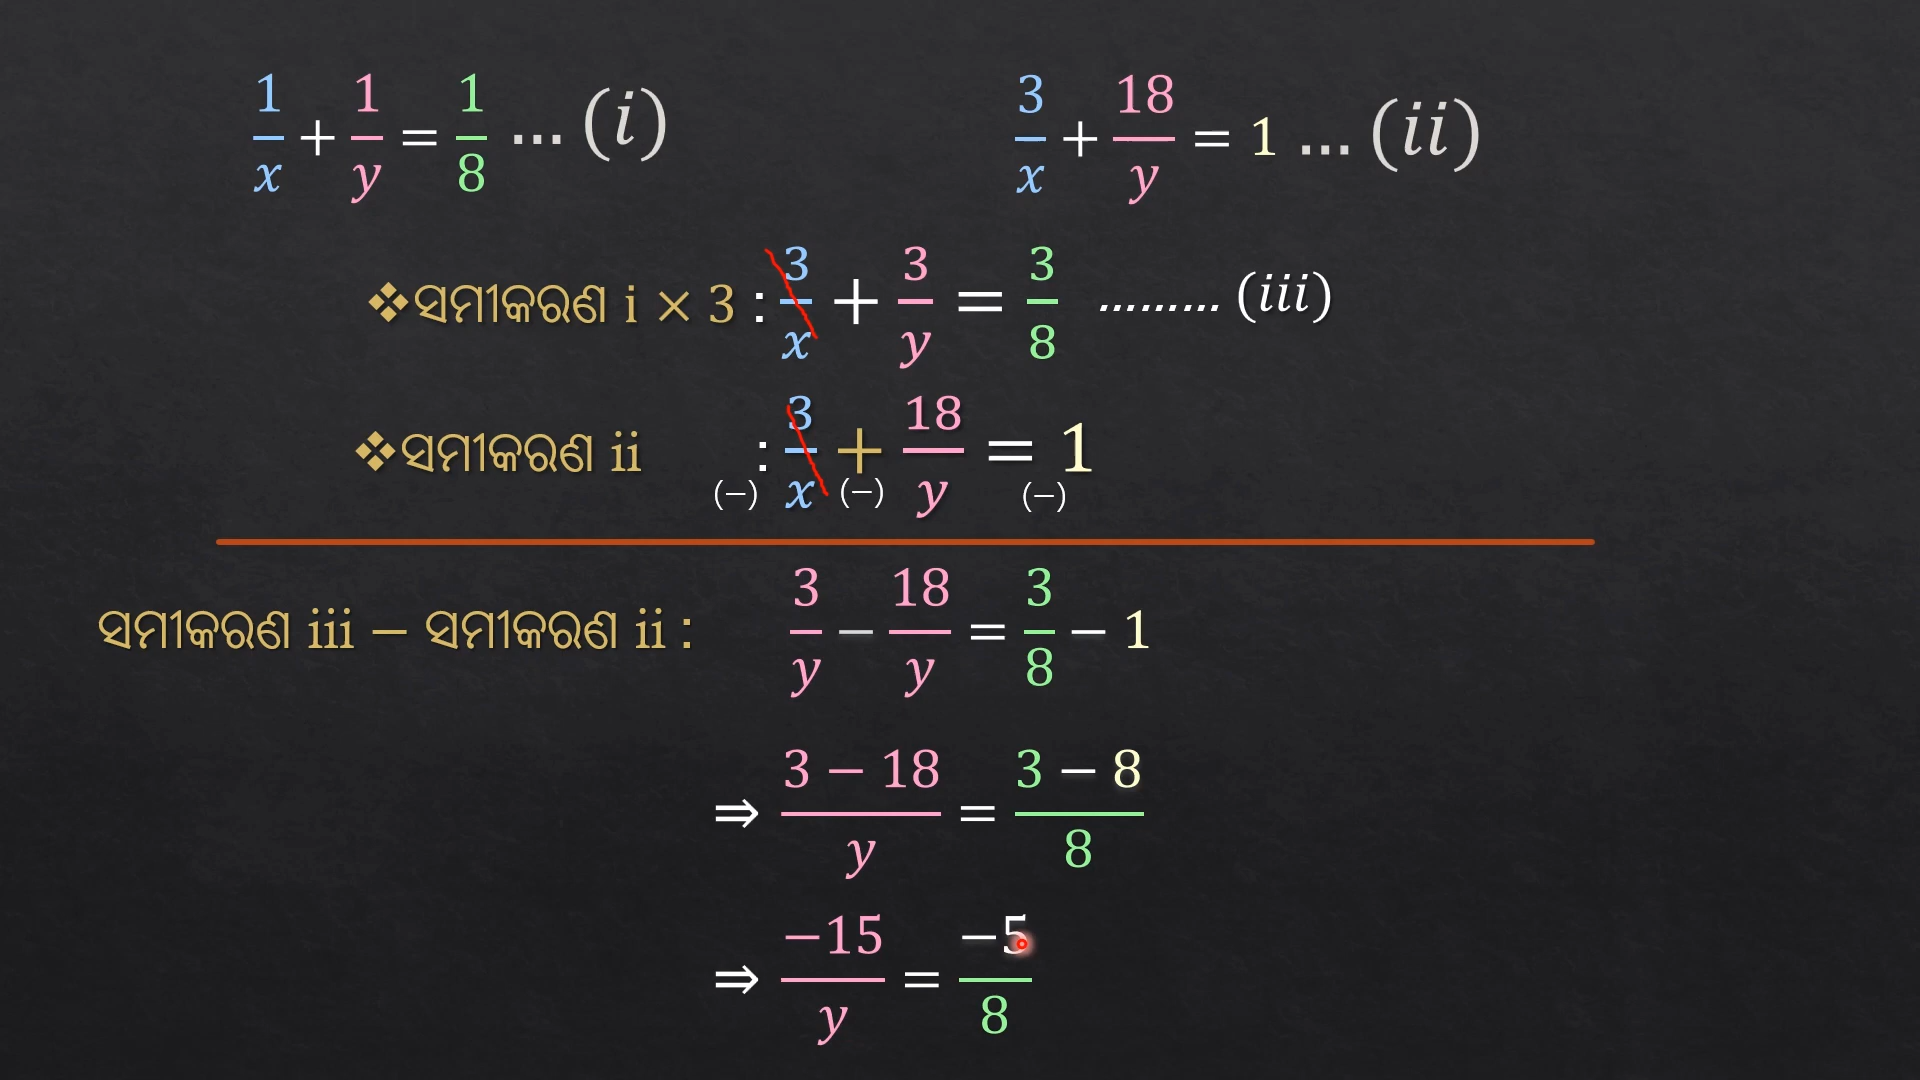 1/x + 1/y = 1/8 ... (i)
3/x + 18/y = 1 ... (ii)
❖ସମୀକରଣ i × 3 : 3/x + 3/y = 3/8 ......... (iii)
❖ସମୀକରଣ ii : 3/x + 18/y = 1
(−) (−) (−)
ସମୀକରଣ iii − ସମୀକରଣ ii : 3/y − 18/y = 3/8 − 1
⇒ (3 − 18)/y = (3 − 8)/8
⇒ −15/y = −5/8